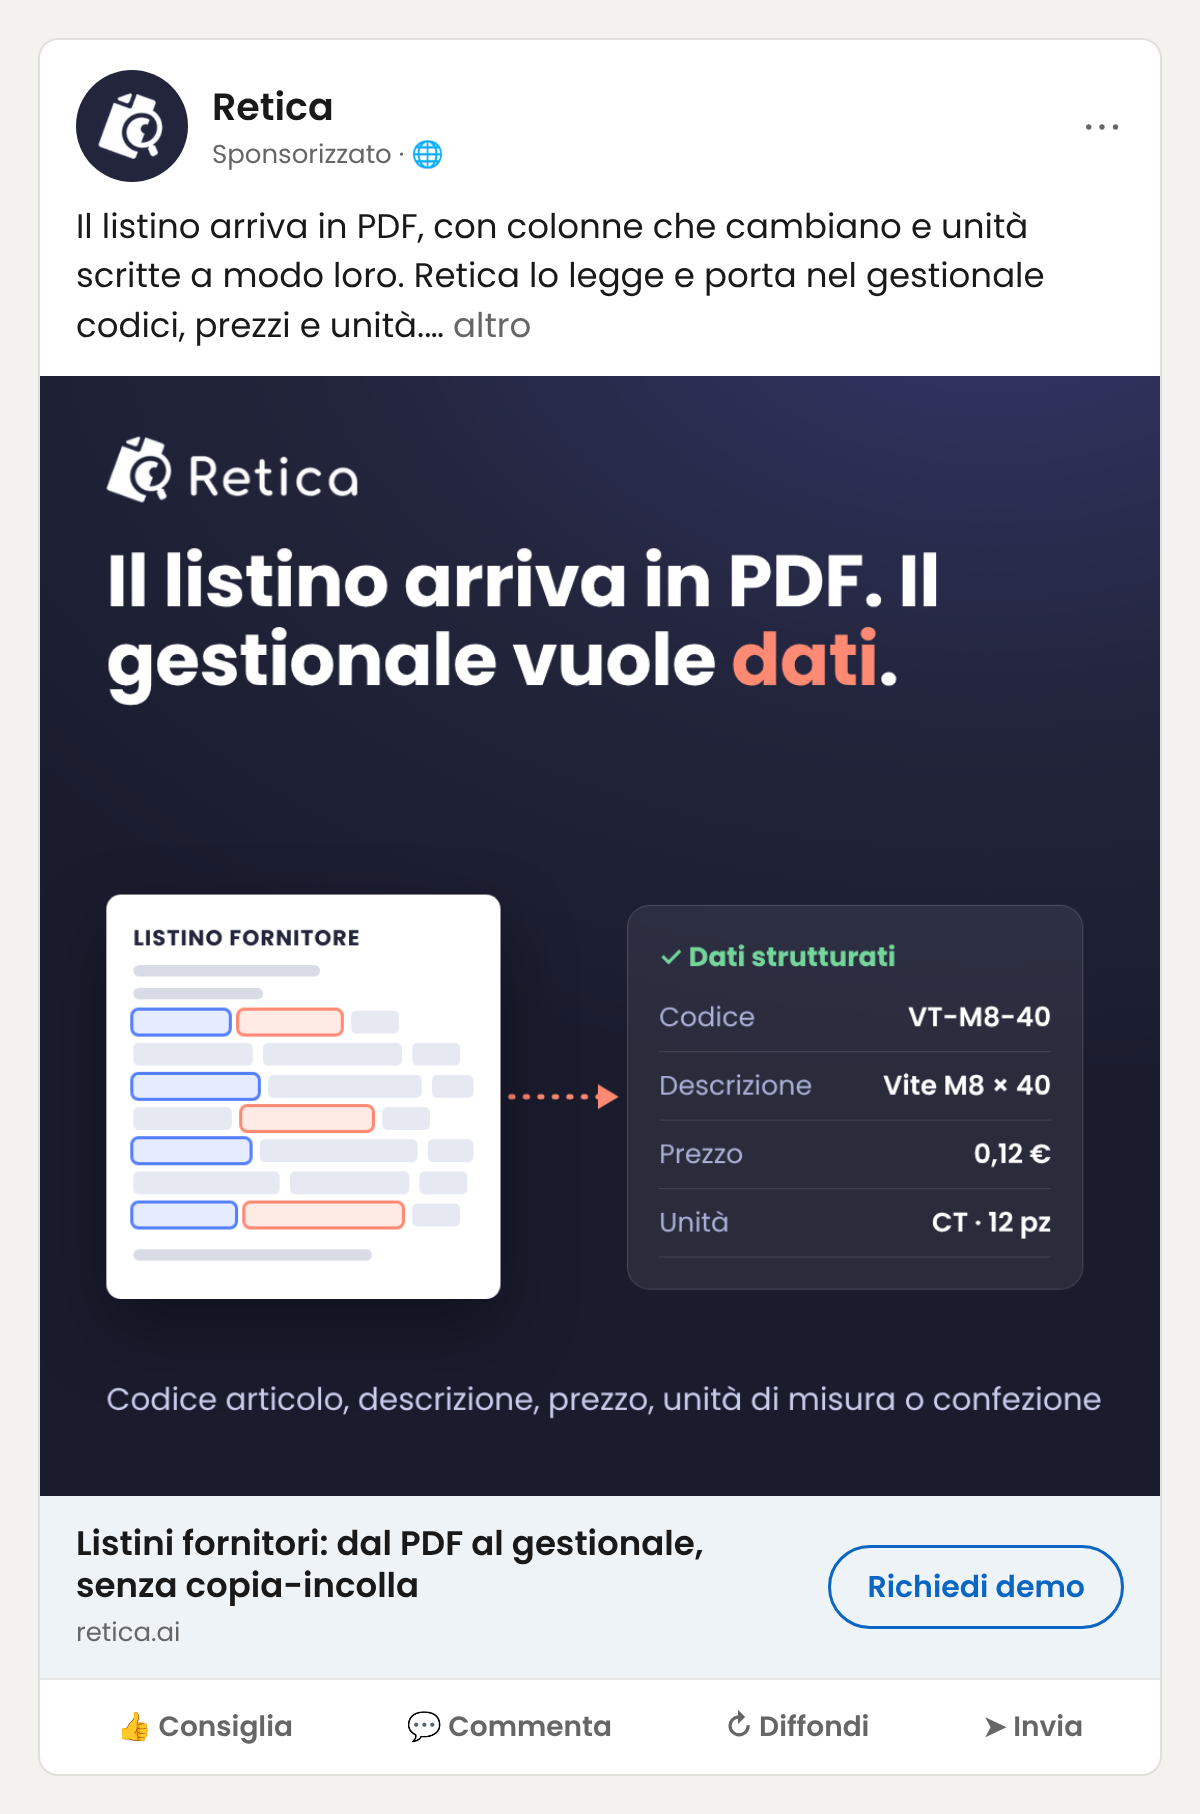 Retica
Sponsorizzato ·
Il listino arriva in PDF, con colonne che cambiano e unità
scritte a modo loro. Retica lo legge e porta nel gestionale
codici, prezzi e unità.... altro
Retica
Il listino arriva in PDF. Il
gestionale vuole dati.
LISTINO FORNITORE
✓ Dati strutturati
Codice VT-M8-40
Descrizione Vite M8 × 40
Prezzo 0,12 €
Unità CT · 12 pz
Codice articolo, descrizione, prezzo, unità di misura o confezione
Listini fornitori: dal PDF al gestionale,
senza copia-incolla
retica.ai
Richiedi demo
Consiglia Commenta Diffondi Invia